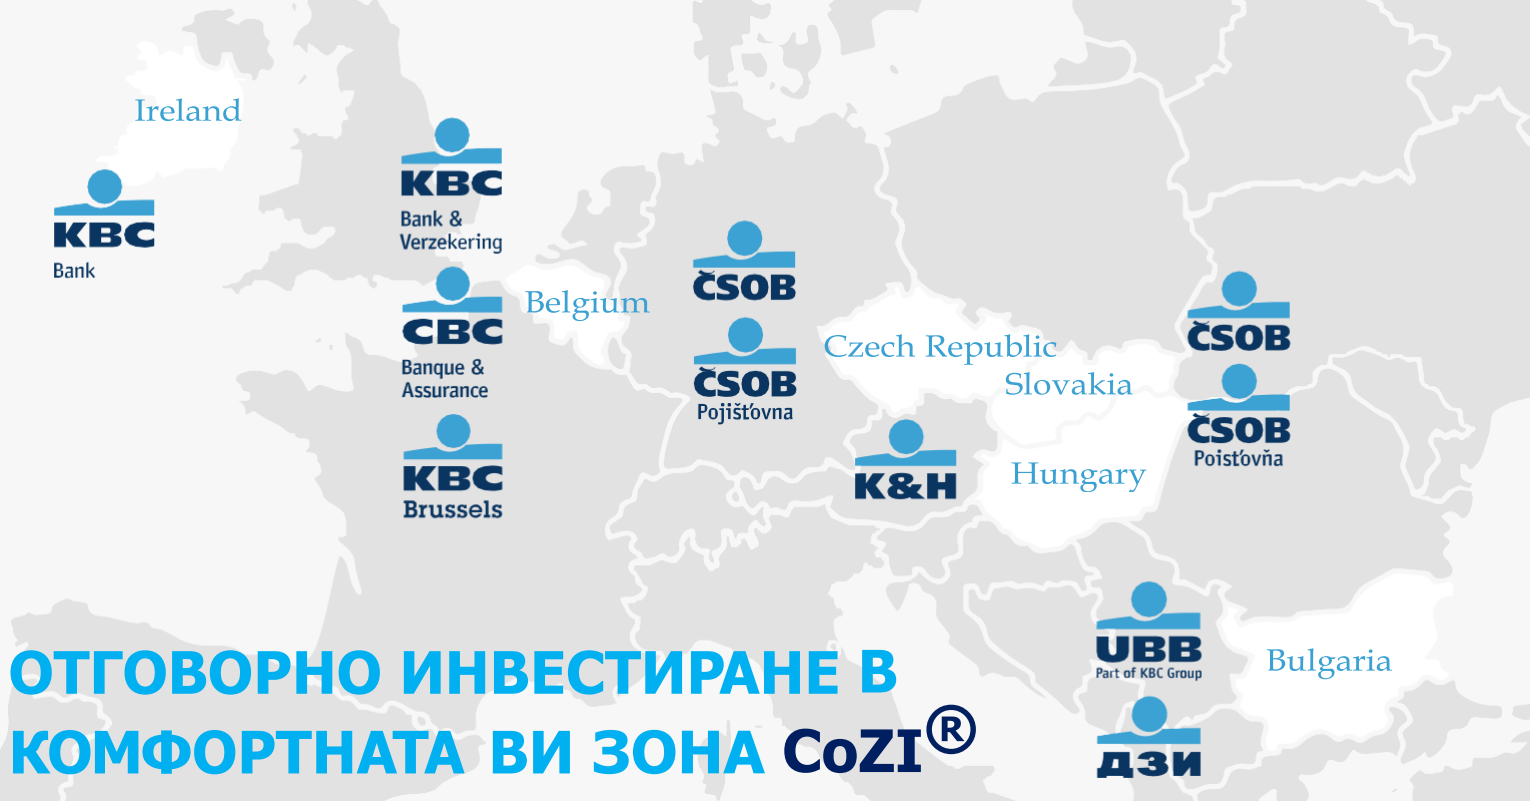 Ireland
KBC
Bank
KBC
Bank &
Verzekering
CBC
Banque &
Assurance
KBC
Brussels
Belgium
ČSOB
ČSOB
Pojišťovna
Czech Republic
Slovakia
ČSOB
ČSOB
Poisťovňa
K&H
Hungary
UBB
Part of KBC Group
ДЗИ
Bulgaria
ОТГОВОРНО ИНВЕСТИРАНЕ В
КОМФОРТНАТА ВИ ЗОНА CoZI®